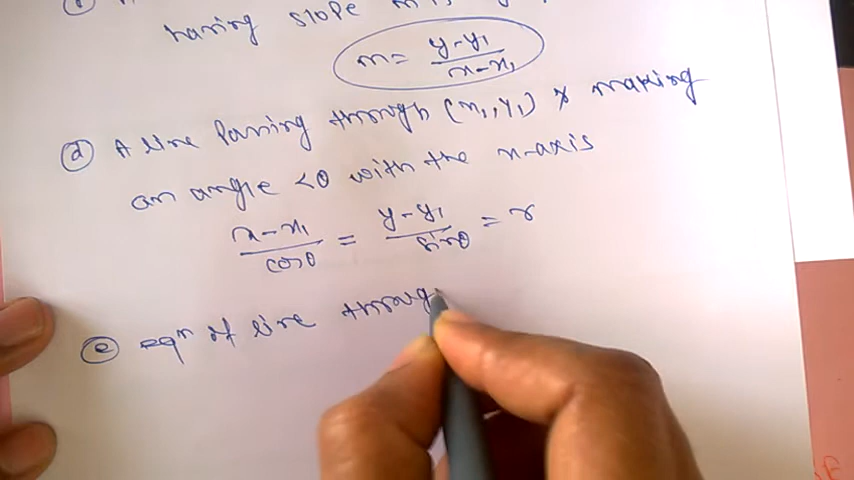 having slope m is
m = y-y₁ / x-x₁
(d) A line Passing through (x₁, y₁) & making
an angle <θ with the x-axis
x-x₁ / cosθ = y-y₁ / sinθ = r
(e) eqⁿ of line throug